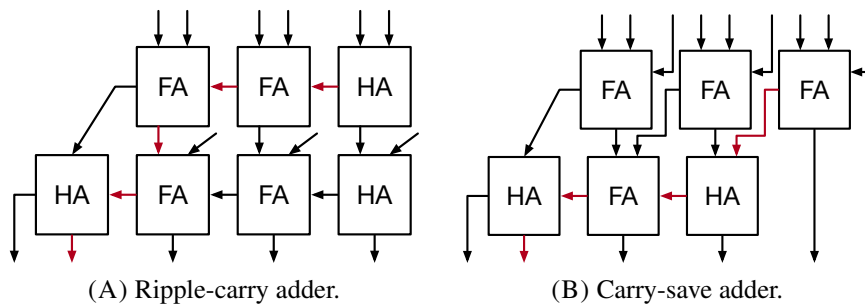 FA FA HA FA FA FA
HA FA FA HA HA FA HA
(A) Ripple-carry adder. (B) Carry-save adder.